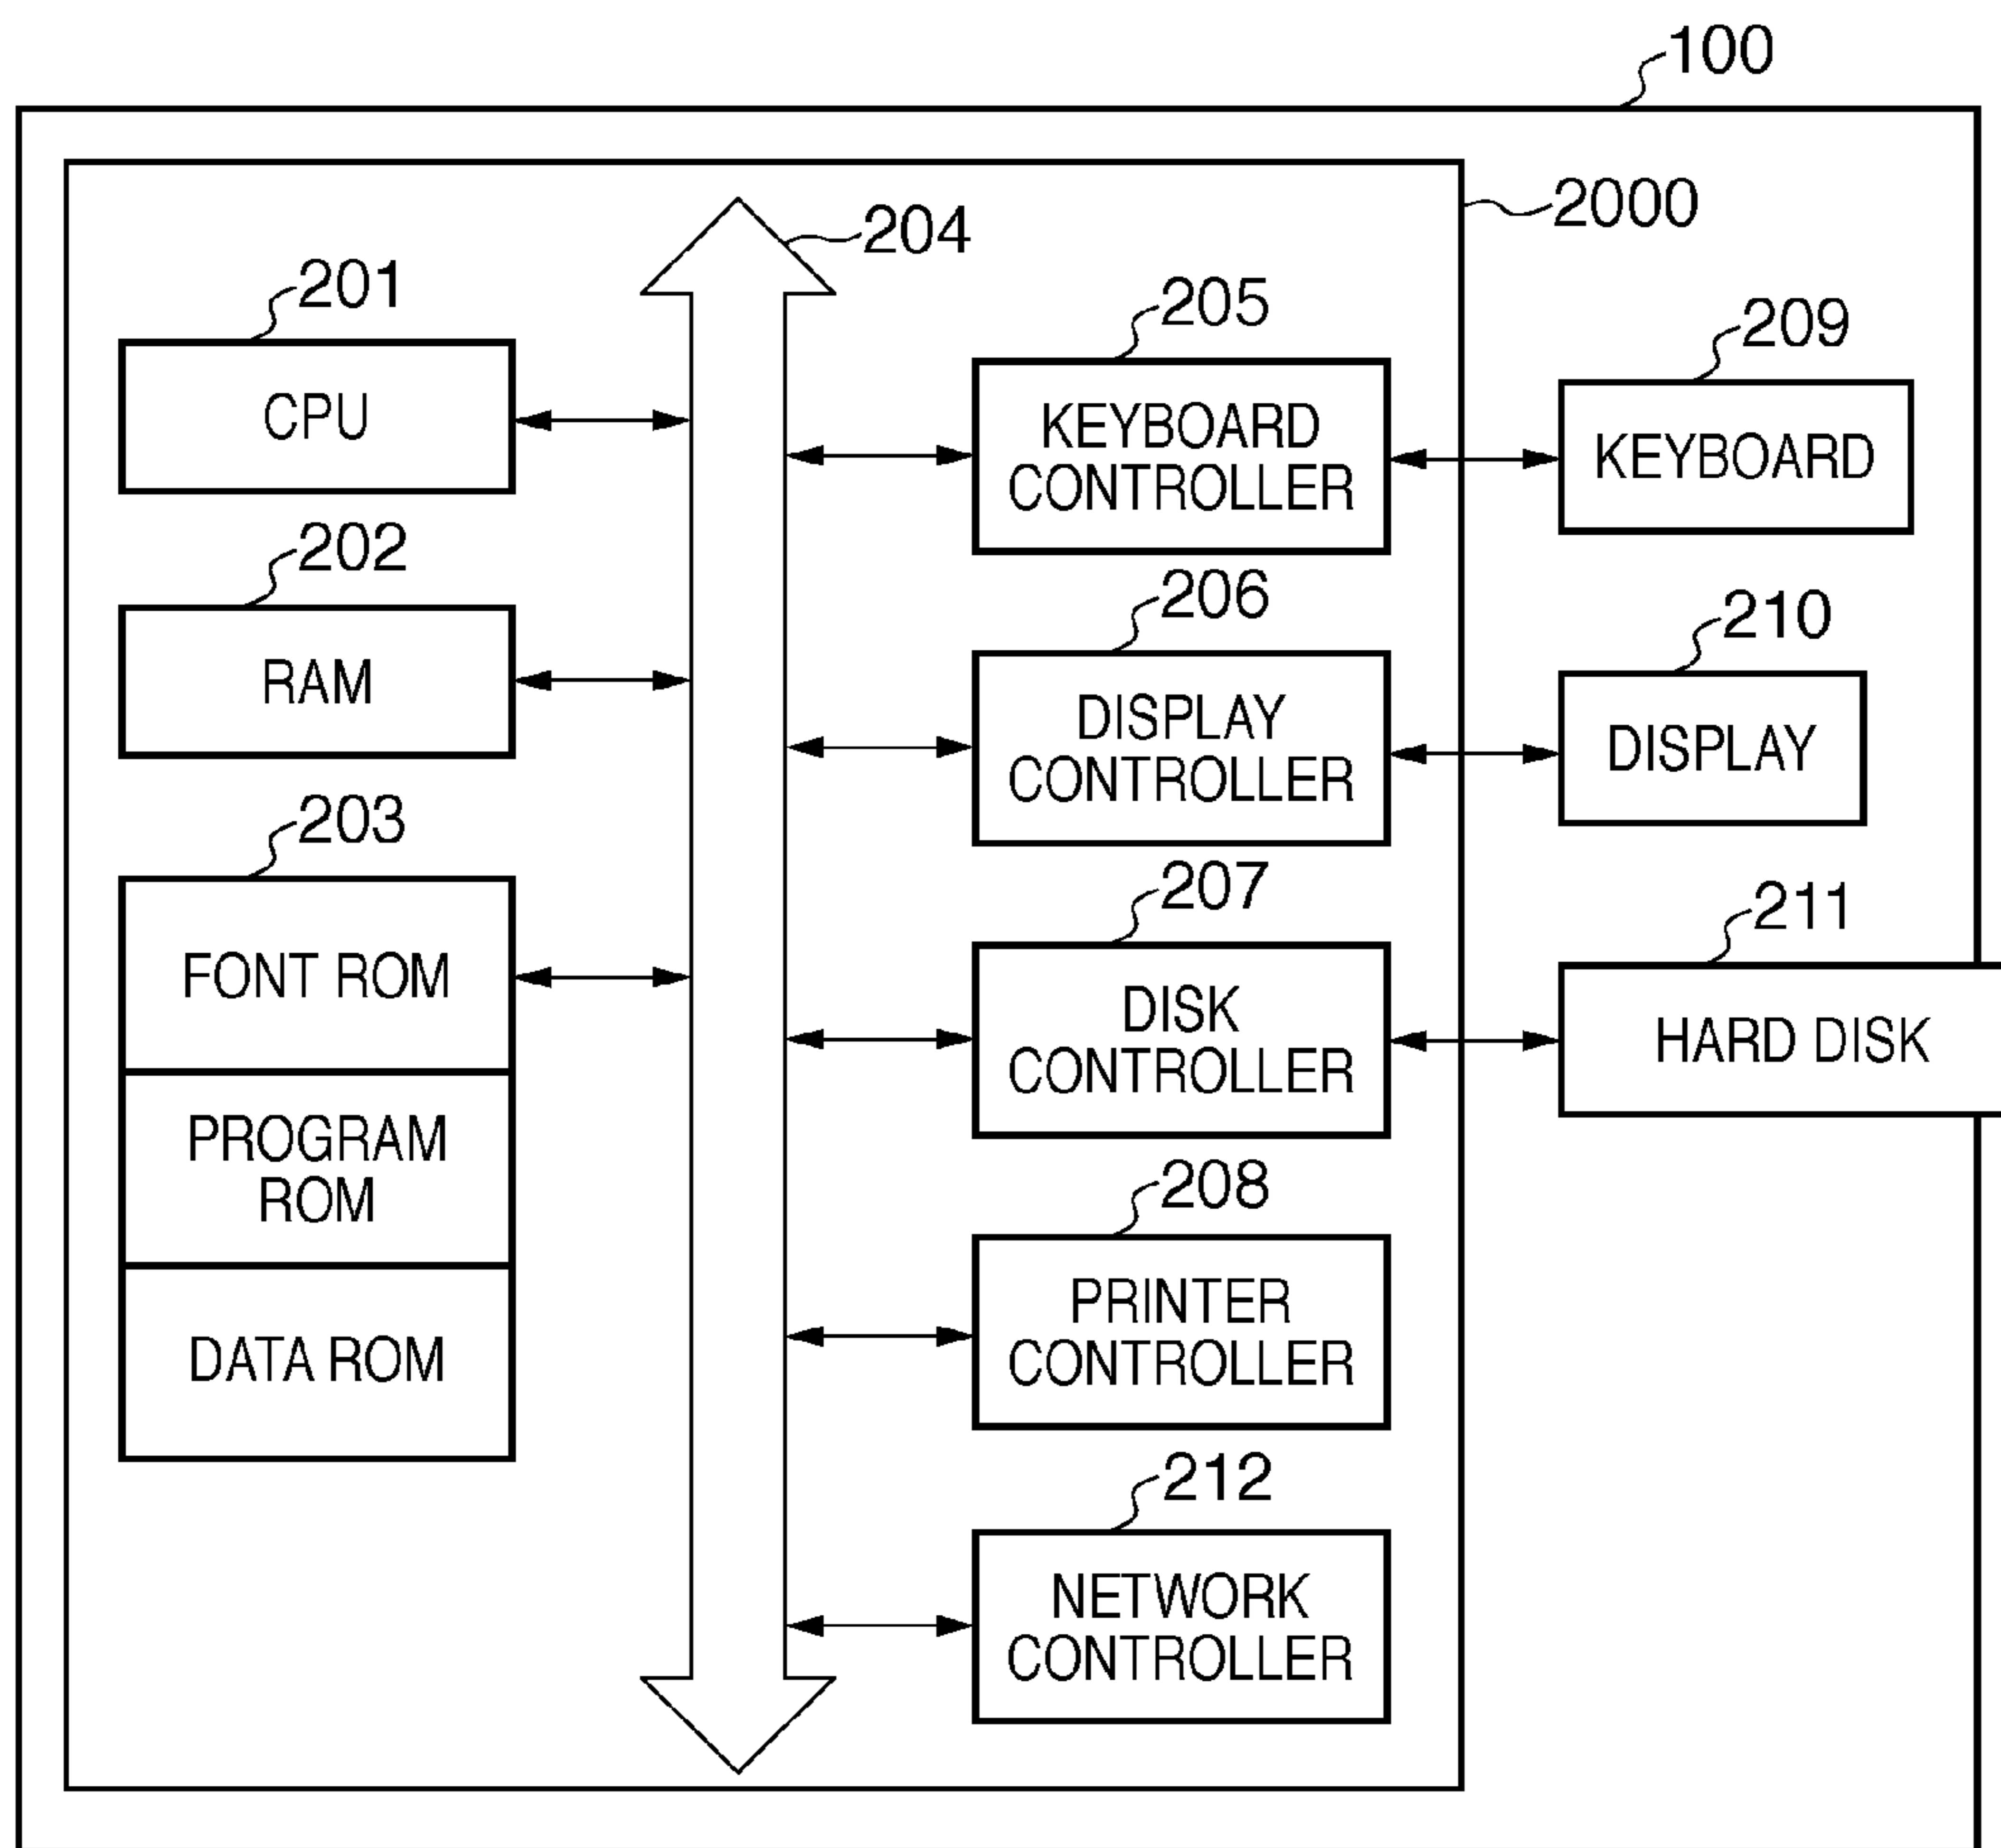 100
2000
204
201
CPU
205
KEYBOARD
CONTROLLER
209
KEYBOARD
202
RAM
206
DISPLAY
CONTROLLER
210
DISPLAY
203
FONT ROM
PROGRAM
ROM
DATA ROM
207
DISK
CONTROLLER
211
HARD DISK
208
PRINTER
CONTROLLER
212
NETWORK
CONTROLLER